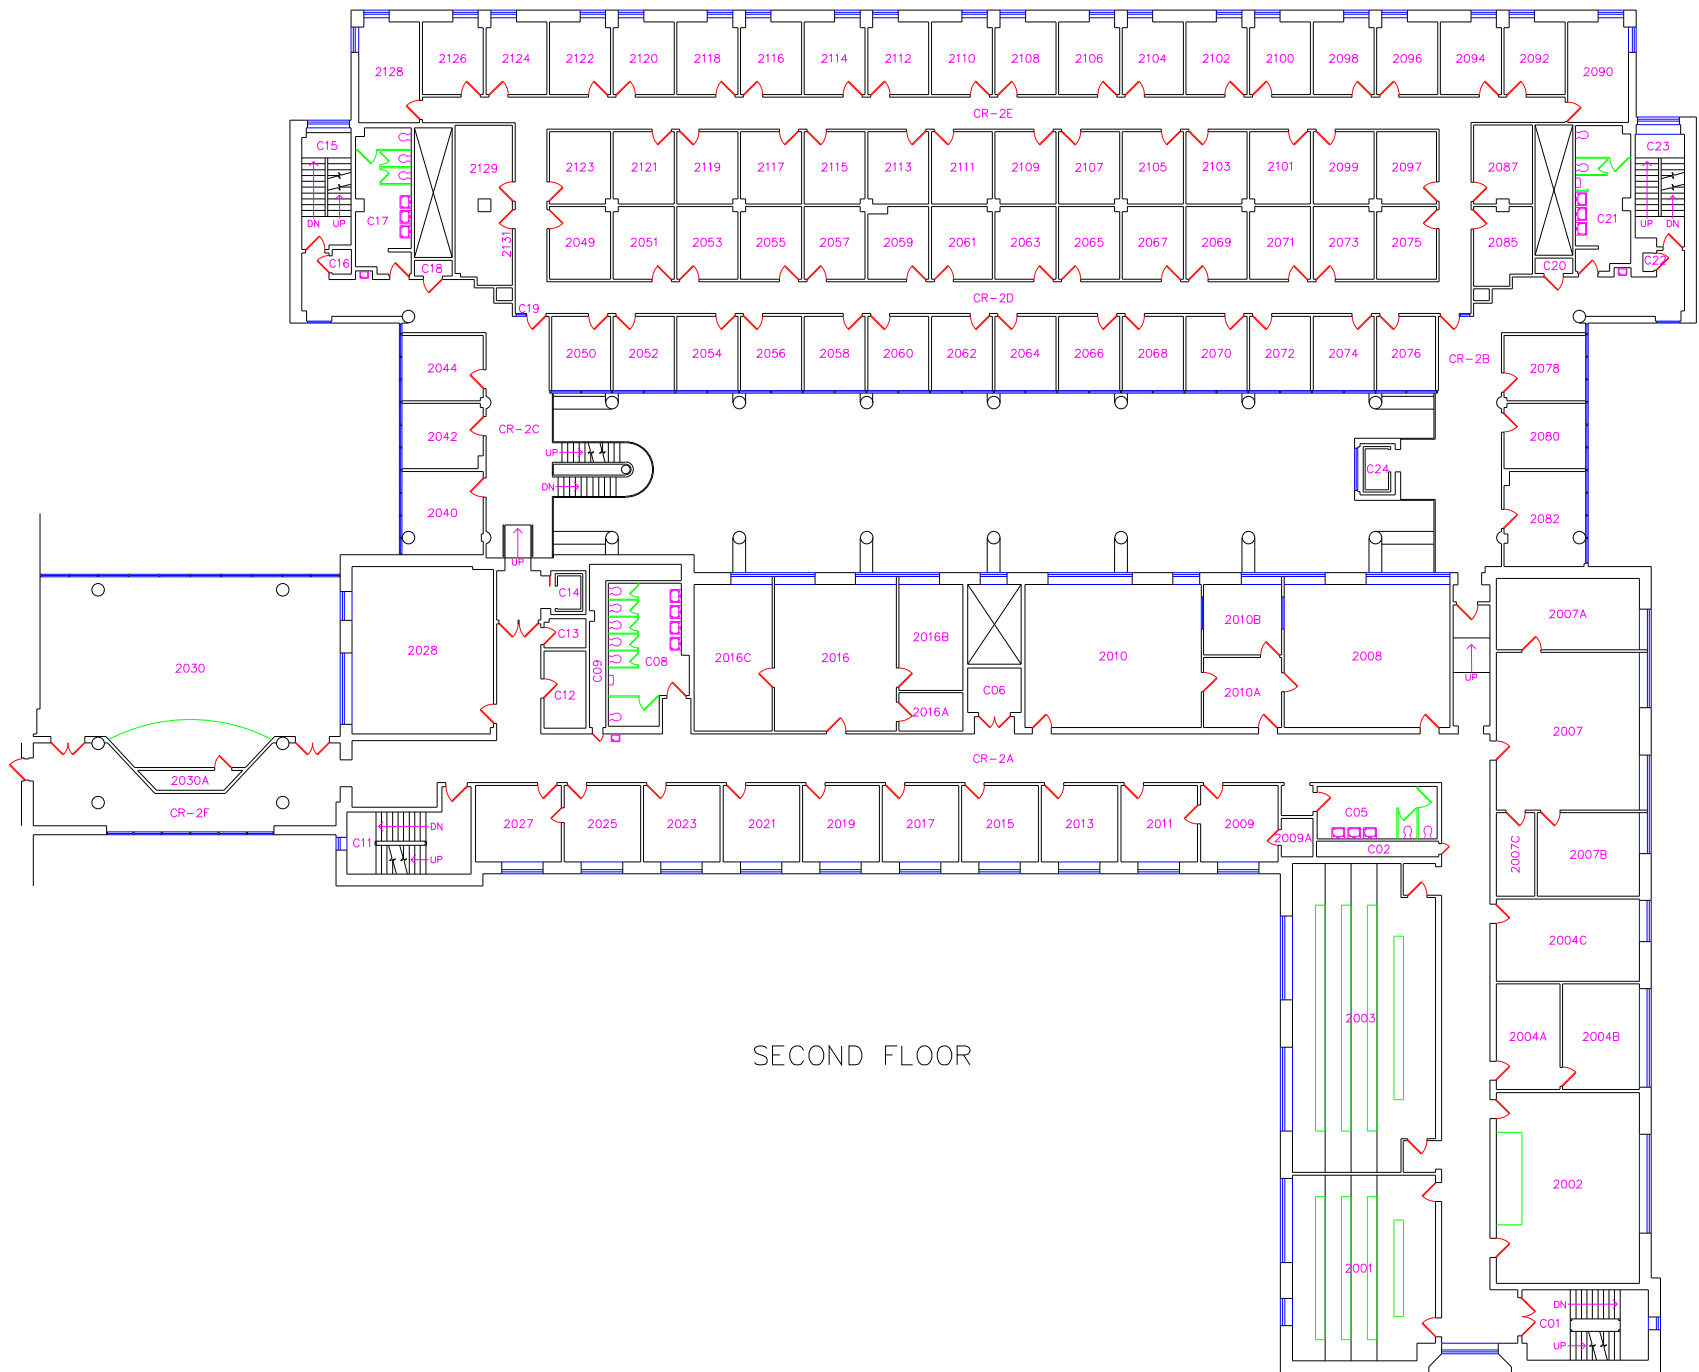 2128 2126 2124 2122 2120 2118 2116 2114 2112 2110 2108 2106 2104 2102 2100 2098 2096 2094 2092 2090
CR-2E
C15 C23
2129 2123 2121 2119 2117 2115 2113 2111 2109 2107 2105 2103 2101 2099 2097 2087
DN UP C17 C21 UP DN
2131 2049 2051 2053 2055 2057 2059 2061 2063 2065 2067 2069 2071 2073 2075 2085
C16 C18 C20 C22
CR-2D
C19
2050 2052 2054 2056 2058 2060 2062 2064 2066 2068 2070 2072 2074 2076 CR-2B
2044 2078
CR-2C
2042 2080
UP
C24
DN
2040 2082
UP
C14
2007A
C13 2010B
2016B
2028 C08 2016C 2016 2010 2008
2030 C09
UP
C12 C06 2010A
2007
2016A
CR-2A
2030A
CR-2F
DN C05
2027 2025 2023 2021 2019 2017 2015 2013 2011 2009 2009A
C11 C02
UP
2007C 2007B
2004C
2003
2004A 2004B
SECOND FLOOR
2002
2001
DN
C01
UP